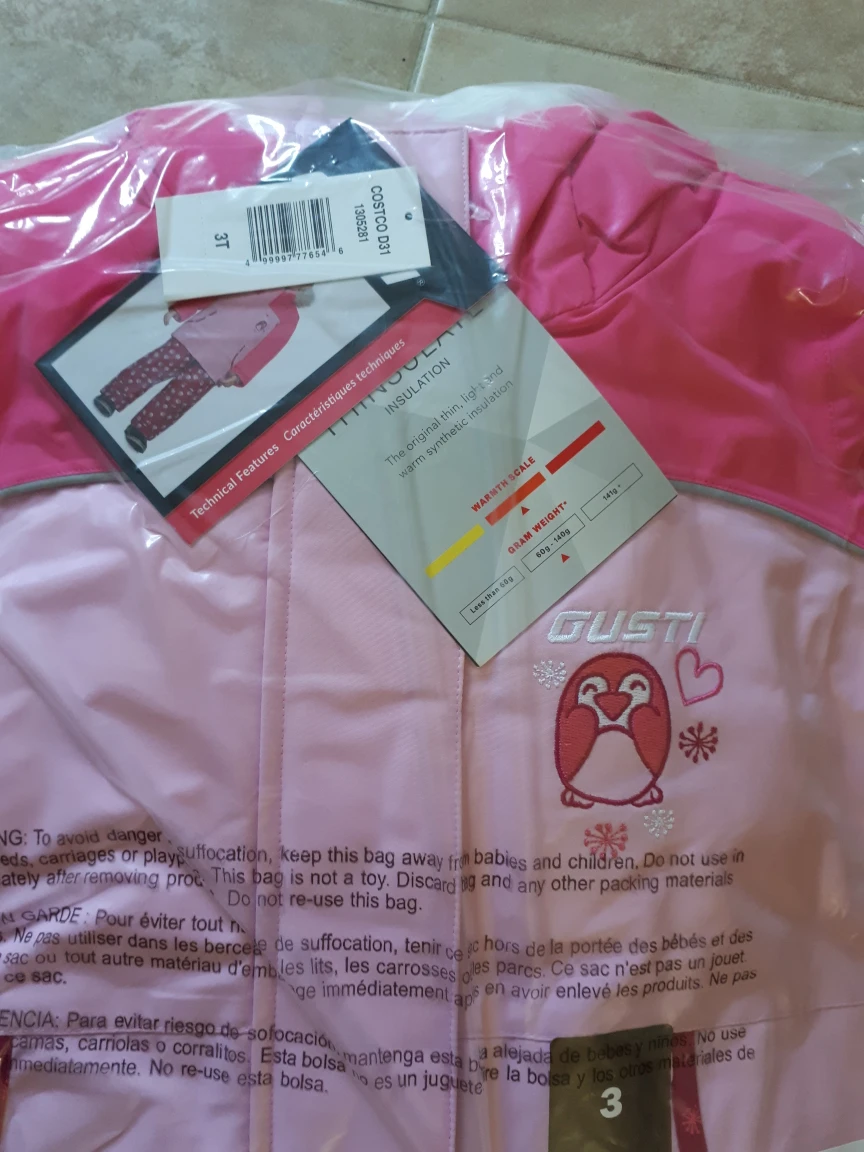 COSTCO D31
1305281
4 99997 77654 6
3T
Technical Features Caractéristiques techniques
INSULATION
The original thin, light and
warm synthetic insulation
WARMTH SCALE
GRAM WEIGHT*
Less than 60g
60g - 140g
141g +
GUSTI
NG: To avoid danger suffocation, keep this bag away babies and children. Do not use in
eds, carriages or This bag is not a toy. Discard and any other packing materials
ately after removing Do not re-use this bag.
N GARDE : Pour éviter tout de suffocation, tenir ce hors de la portée des bébés et des
Ne pas utiliser dans les les lits, les carrosses les parcs. Ce sac n'est pas un jouet.
sac ou tout autre matériau immédiatement en avoir enlevé les produits. Ne pas
ce sac.
ENCIA: Para evitar riesgo de sofocación, mantenga esta alejada de bebes y niños. No use
camas, carriolas o corralitos. Esta bolsa no es un juguete la bolsa y los otros materiales de
nmediatamente. No re-use esta bolsa.
3